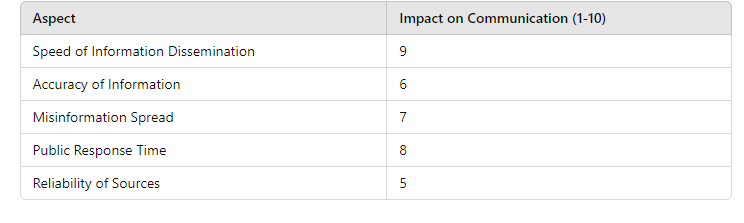 Aspect Impact on Communication (1-10)
Speed of Information Dissemination 9
Accuracy of Information 6
Misinformation Spread 7
Public Response Time 8
Reliability of Sources 5